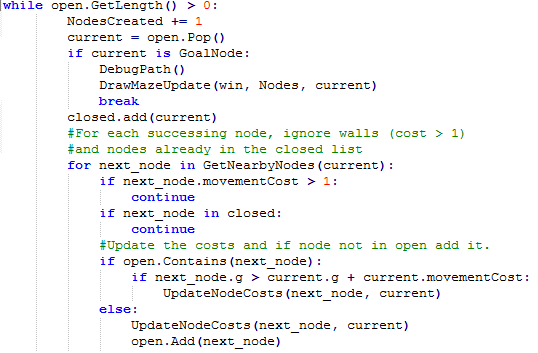 while open.GetLength() > 0:
NodesCreated += 1
current = open.Pop()
if current is GoalNode:
DebugPath()
DrawMazeUpdate(win, Nodes, current)
break
closed.add(current)
#For each successing node, ignore walls (cost > 1)
#and nodes already in the closed list
for next_node in GetNearbyNodes(current):
if next_node.movementCost > 1:
continue
if next_node in closed:
continue
#Update the costs and if node not in open add it.
if open.Contains(next_node):
if next_node.g > current.g + current.movementCost:
UpdateNodeCosts(next_node, current)
else:
UpdateNodeCosts(next_node, current)
open.Add(next_node)